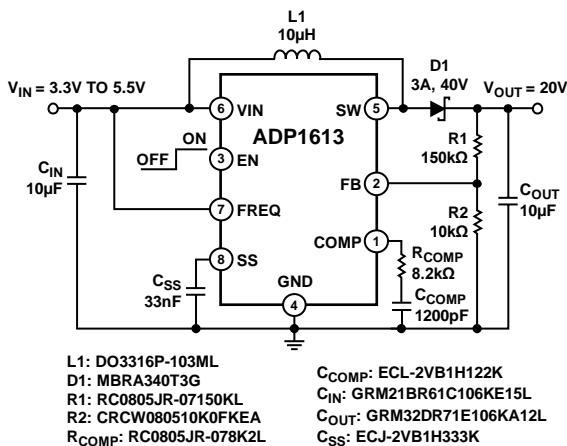 L1
10µH
D1
3A, 40V
V_IN = 3.3V TO 5.5V
V_OUT = 20V
6
VIN
SW
5
ADP1613
ON
OFF
3
EN
R1
150kΩ
C_IN
10µF
FB
2
C_OUT
10µF
7
FREQ
R2
10kΩ
COMP
1
8
SS
R_COMP
8.2kΩ
C_SS
33nF
GND
4
C_COMP
1200pF
L1: DO3316P-103ML
D1: MBRA340T3G
R1: RC0805JR-07150KL
R2: CRCW080510K0FKEA
R_COMP: RC0805JR-078K2L
C_COMP: ECL-2VB1H122K
C_IN: GRM21BR61C106KE15L
C_OUT: GRM32DR71E106KA12L
C_SS: ECJ-2VB1H333K